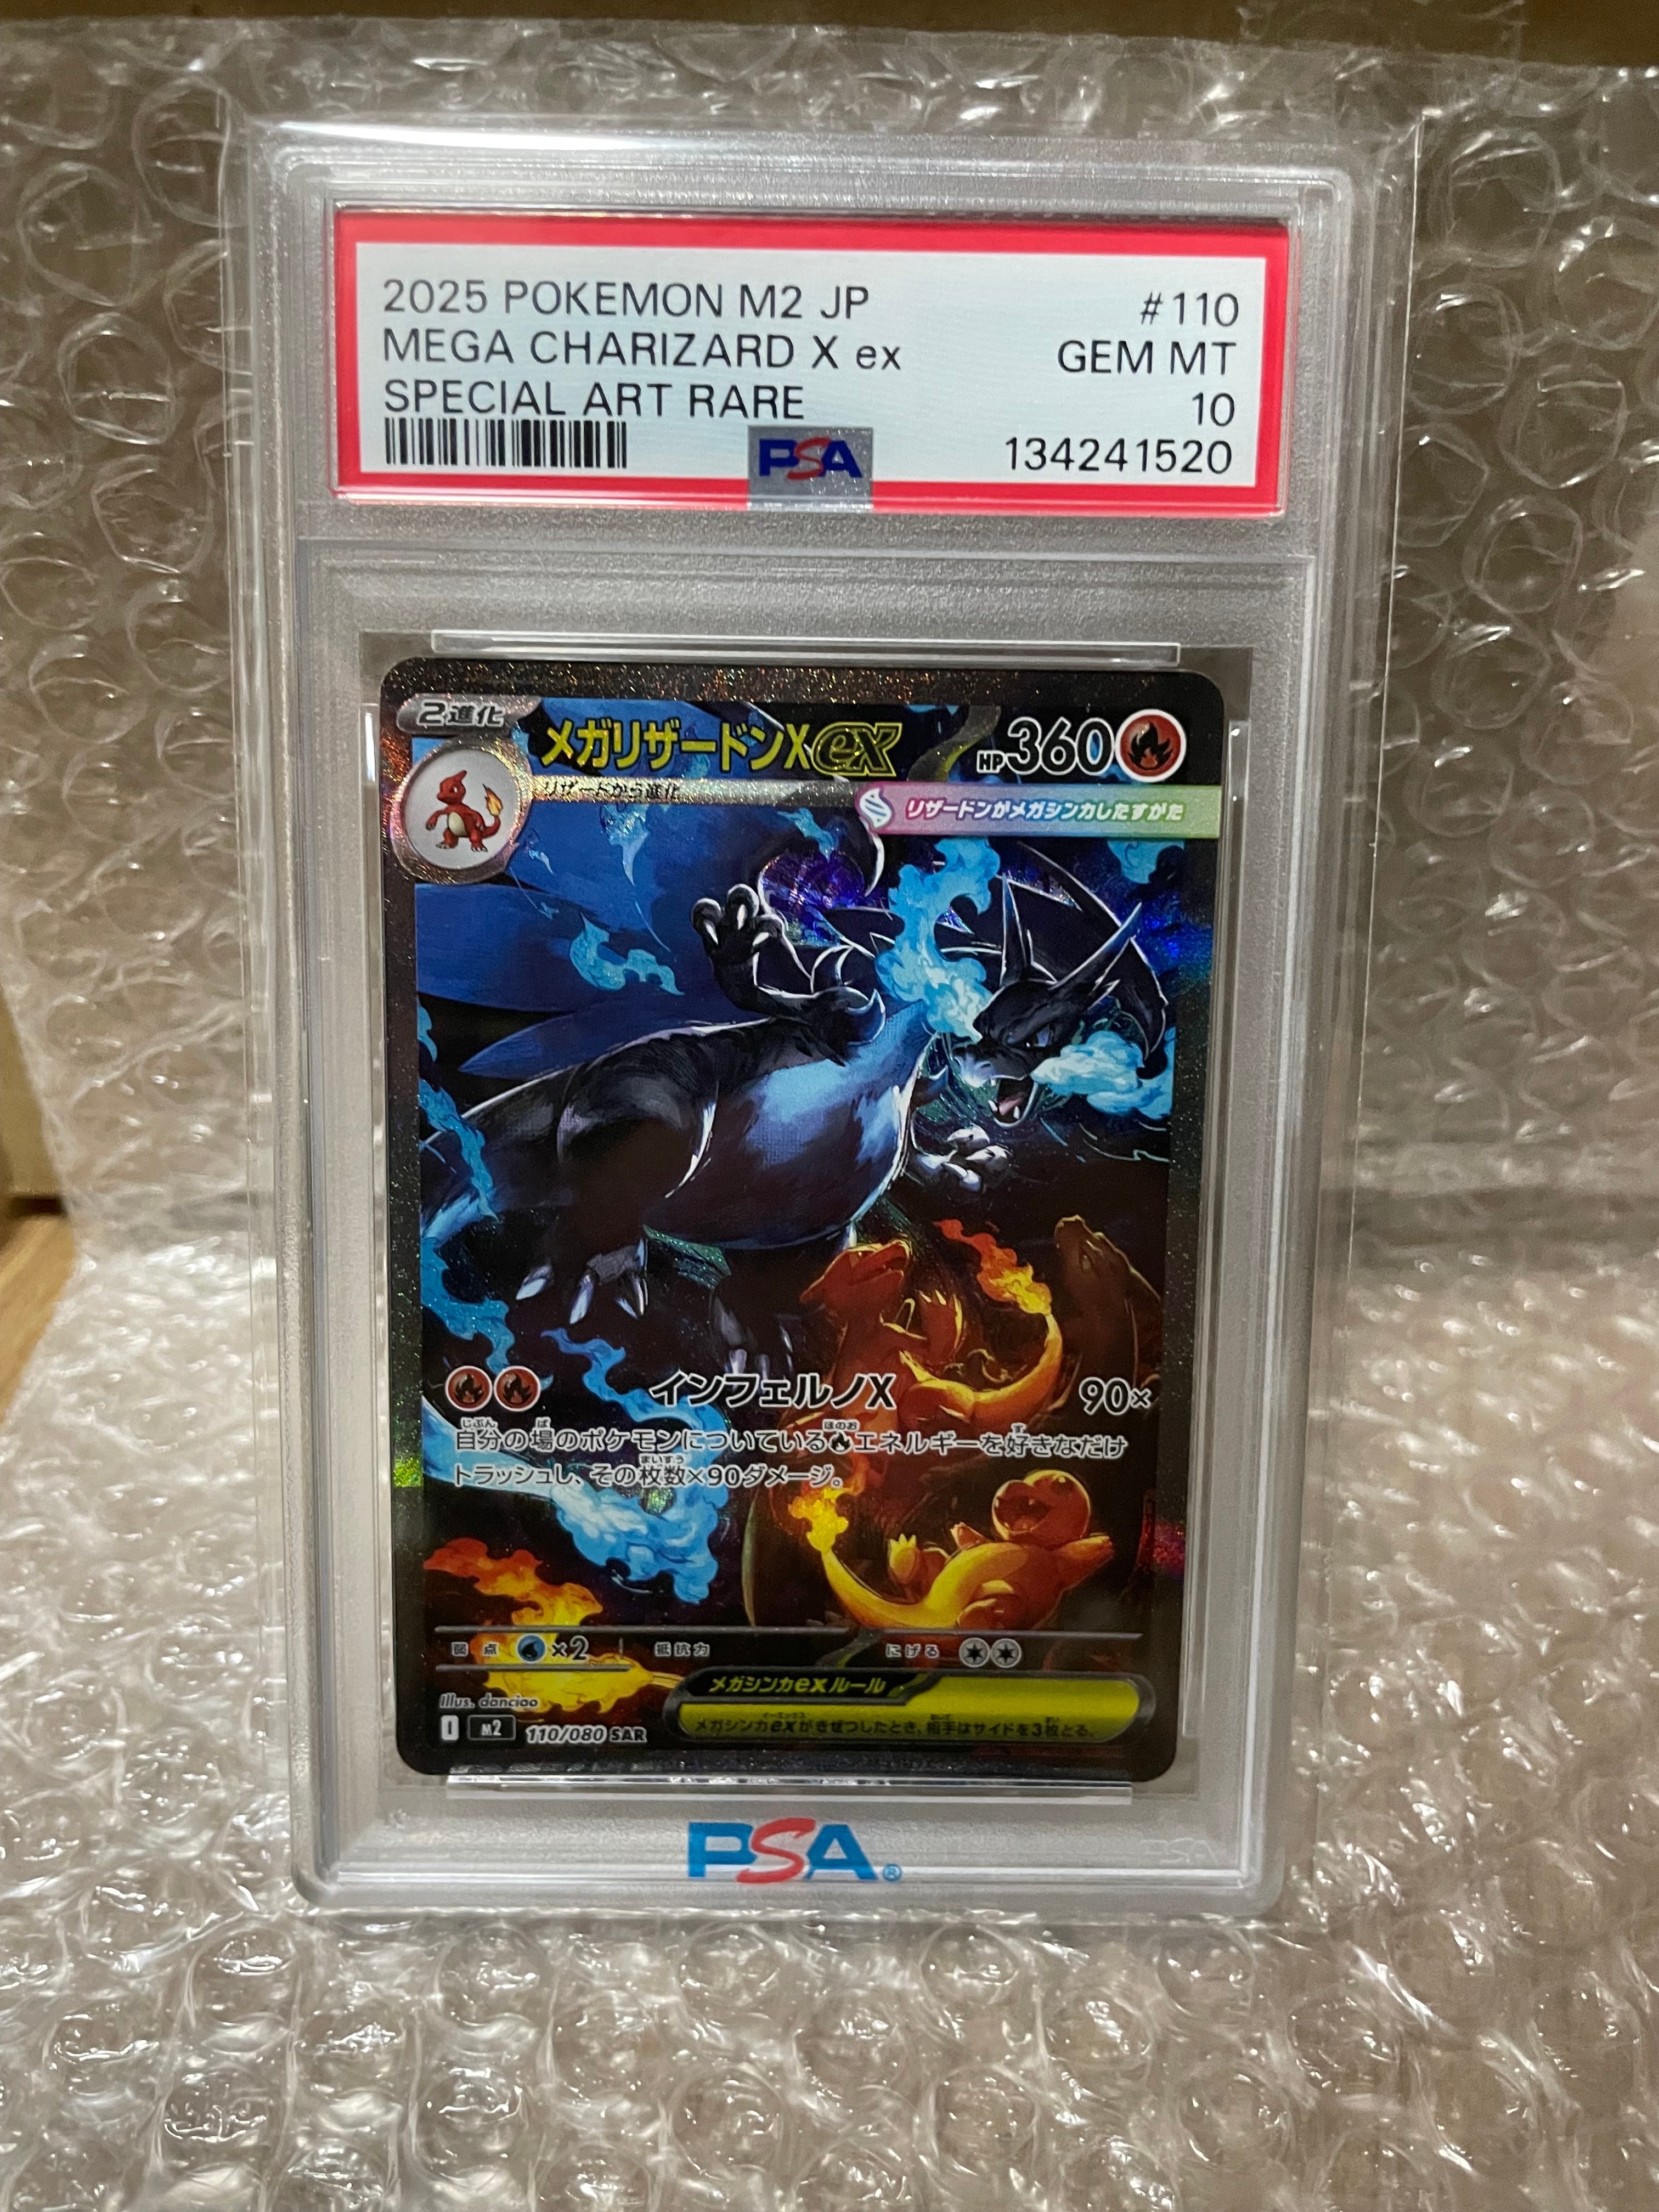 2025 POKEMON M2 JP #110
MEGA CHARIZARD X ex GEM MT
SPECIAL ART RARE 10
PSA 134241520
2進化 メガリザードンXex HP360
リザードから進化
リザードンがメガシンカしたすがた
インフェルノX 90×
自分の場のポケモンについているエネルギーを好きなだけ
トラッシュし、その枚数×90ダメージ。
弱点 ×2 抵抗力 にげる
メガシンカexルール
メガシンカexがきぜつしたとき、相手はサイドを3枚とる。
Illus. danciao
I M2 110/080 SAR
PSA®